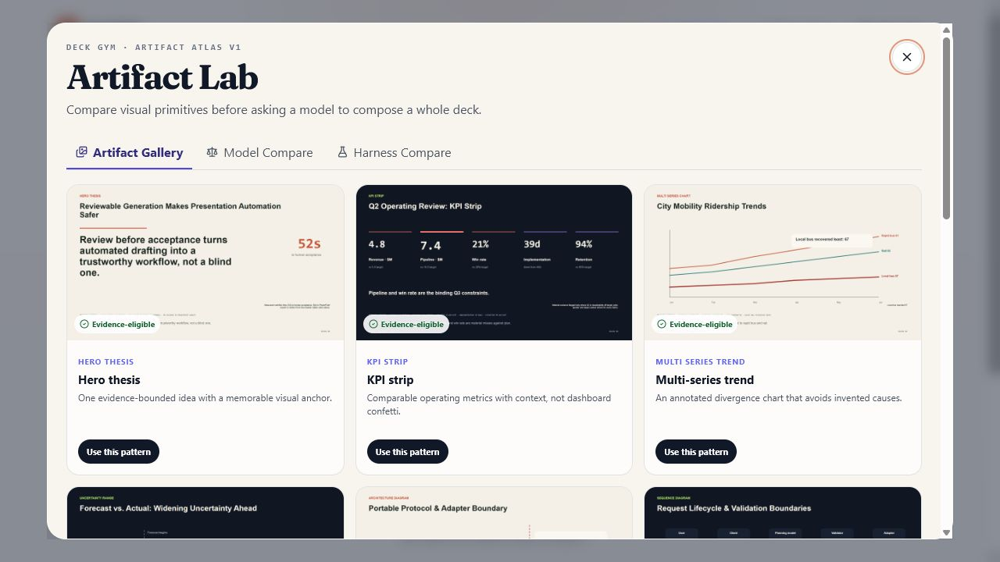 DECK GYM · ARTIFACT ATLAS V1
Artifact Lab
Compare visual primitives before asking a model to compose a whole deck.
Artifact Gallery
Model Compare
Harness Compare
HERO THESIS
Reviewable Generation Makes Presentation Automation
Safer
Review before acceptance turns
automated drafting into a
trustworthy workflow, not a blind
one.
52s
to human acceptance
trustworthy workflow, not a blind one.
Evidence-eligible
HERO THESIS
Hero thesis
One evidence-bounded idea with a memorable visual anchor.
Use this pattern
KPI STRIP
Q2 Operating Review: KPI Strip
4.8
7.4
21%
39d
94%
Revenue · $M
Pipeline · $M
Win rate
Implementation
Retention
Pipeline and win rate are the binding Q3 constraints.
Evidence-eligible
KPI STRIP
KPI strip
Comparable operating metrics with context, not dashboard
confetti.
Use this pattern
MULTI SERIES CHART
City Mobility Ridership Trends
Local bus recovered least: 67
Evidence-eligible
MULTI SERIES TREND
Multi-series trend
An annotated divergence chart that avoids invented causes.
Use this pattern
UNCERTAINTY RANGE
Forecast vs. Actual: Widening Uncertainty Ahead
ARCHITECTURE DIAGRAM
Portable Protocol & Adapter Boundary
SEQUENCE DIAGRAM
Request Lifecycle & Validation Boundaries
User
Client
Planning model
Validator
Adapter